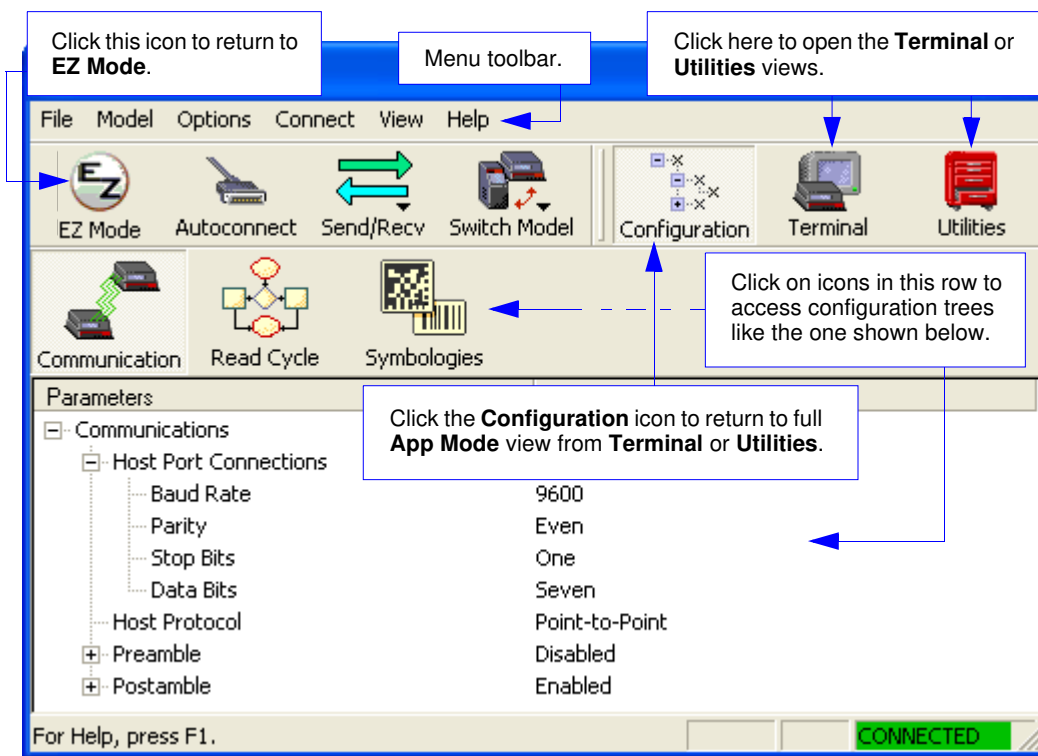 Click this icon to return to
EZ Mode.
Menu toolbar.
Click here to open the Terminal or
Utilities views.
File Model Options Connect View Help
EZ
EZ Mode Autoconnect Send/Recv Switch Model Configuration Terminal Utilities
Click on icons in this row to
access configuration trees
like the one shown below.
Communication Read Cycle Symbologies
Parameters
Click the Configuration icon to return to full
App Mode view from Terminal or Utilities.
Communications
Host Port Connections
Baud Rate 9600
Parity Even
Stop Bits One
Data Bits Seven
Host Protocol Point-to-Point
Preamble Disabled
Postamble Enabled
For Help, press F1. CONNECTED